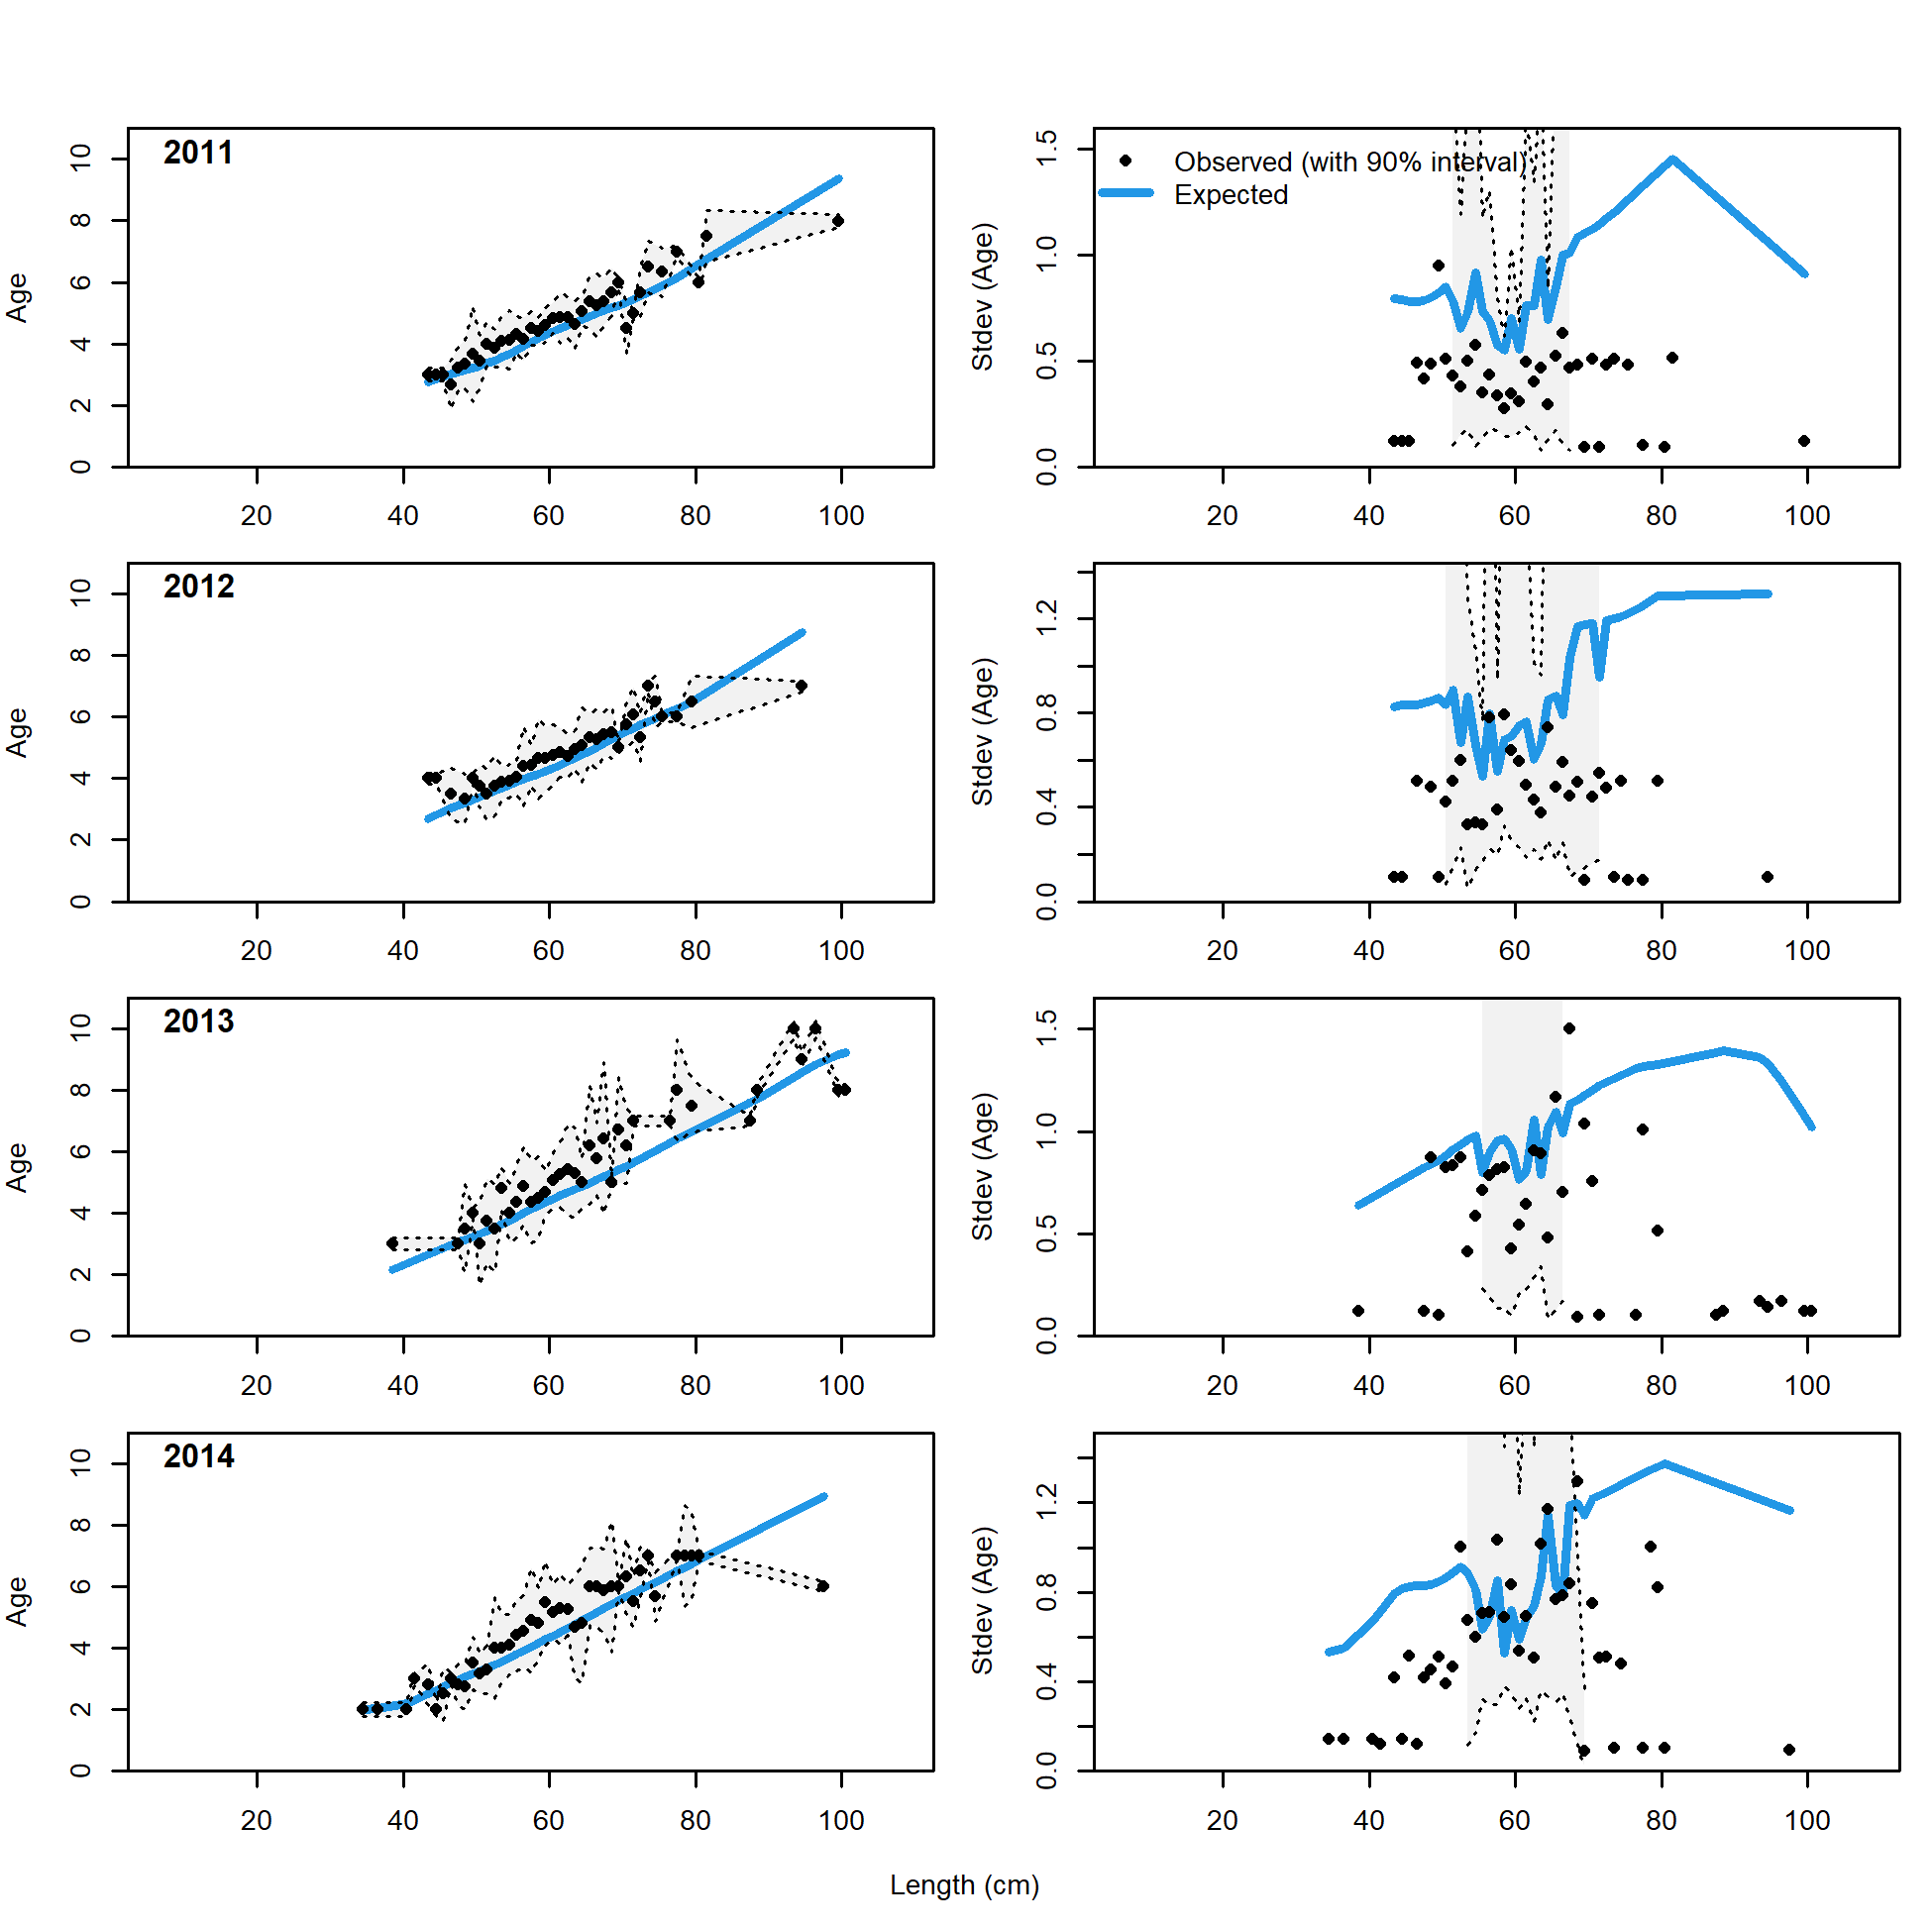 2011
Age
0 2 4 6 8 10
20 40 60 80 100
Observed (with 90% interval)
Expected
Stdev (Age)
0.0 0.5 1.0 1.5
20 40 60 80 100
2012
Age
0 2 4 6 8 10
20 40 60 80 100
Stdev (Age)
0.0 0.4 0.8 1.2
20 40 60 80 100
2013
Age
0 2 4 6 8 10
20 40 60 80 100
Stdev (Age)
0.0 0.5 1.0 1.5
20 40 60 80 100
2014
Age
0 2 4 6 8 10
20 40 60 80 100
Stdev (Age)
0.0 0.4 0.8 1.2
20 40 60 80 100
Length (cm)